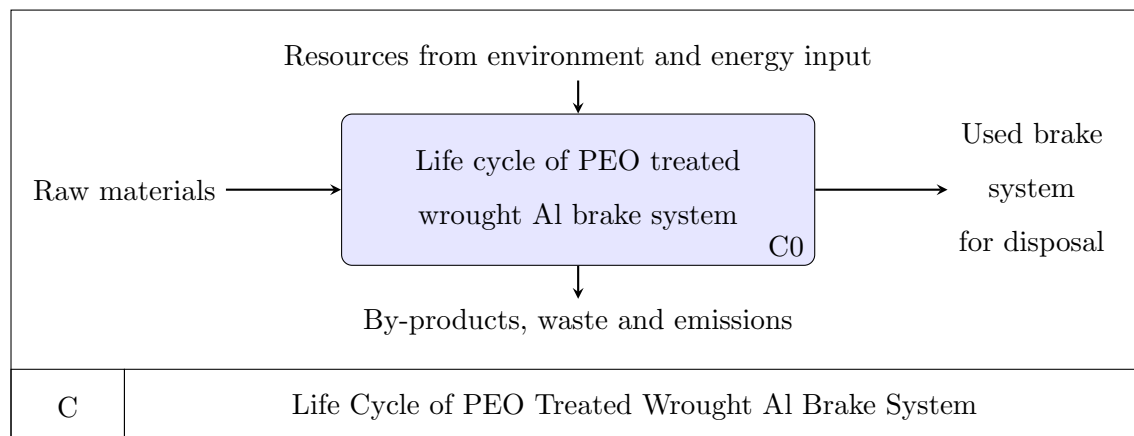 Resources from environment and energy input
Raw materials
Life cycle of PEO treated
wrought Al brake system
C0
Used brake
system
for disposal
By-products, waste and emissions
C
Life Cycle of PEO Treated Wrought Al Brake System